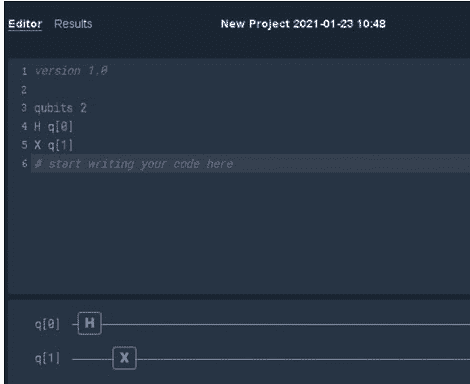 Editor Results New Project 2021-01-23 10:48
1 version 1.0
2
3 qubits 2
4 H q[0]
5 X q[1]
6 # start writing your code here
q[0] H
q[1] X